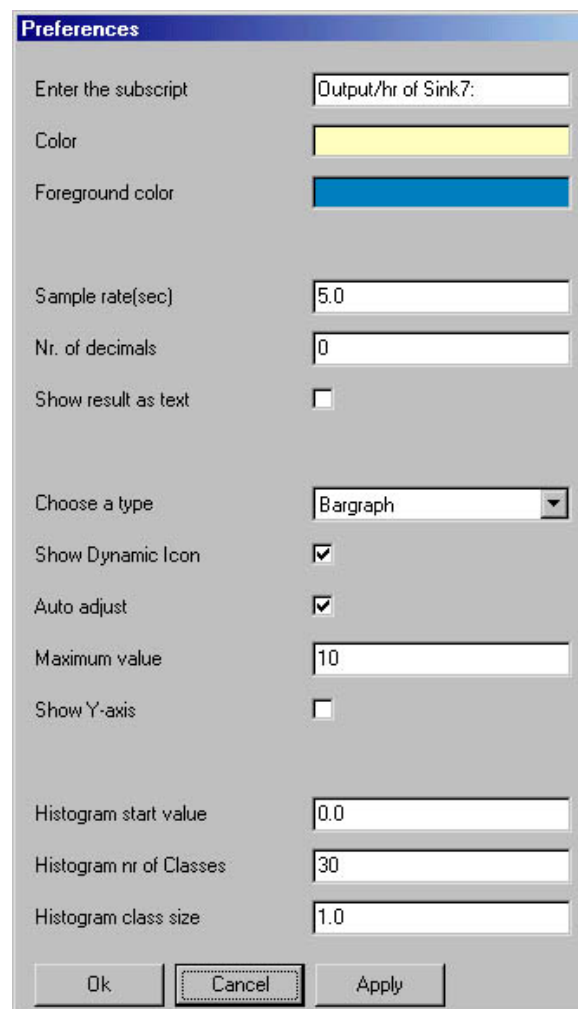 Preferences
Enter the subscript Output/hr of Sink7:
Color
Foreground color
Sample rate(sec) 5.0
Nr. of decimals 0
Show result as text
Choose a type Bargraph
Show Dynamic Icon
Auto adjust
Maximum value 10
Show Y-axis
Histogram start value 0.0
Histogram nr of Classes 30
Histogram class size 1.0
Ok Cancel Apply